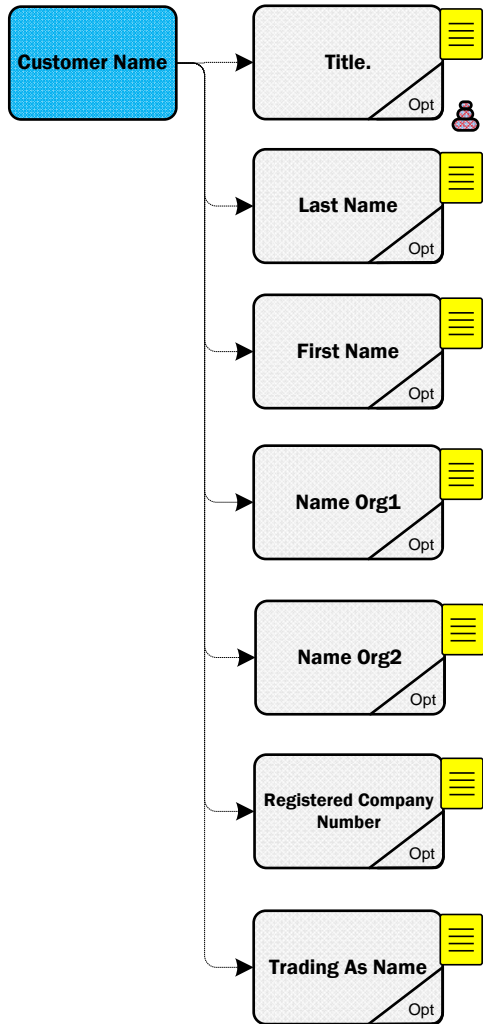 Customer Name
Title.
Opt
Last Name
Opt
First Name
Opt
Name Org1
Opt
Name Org2
Opt
Registered Company
Number
Opt
Trading As Name
Opt